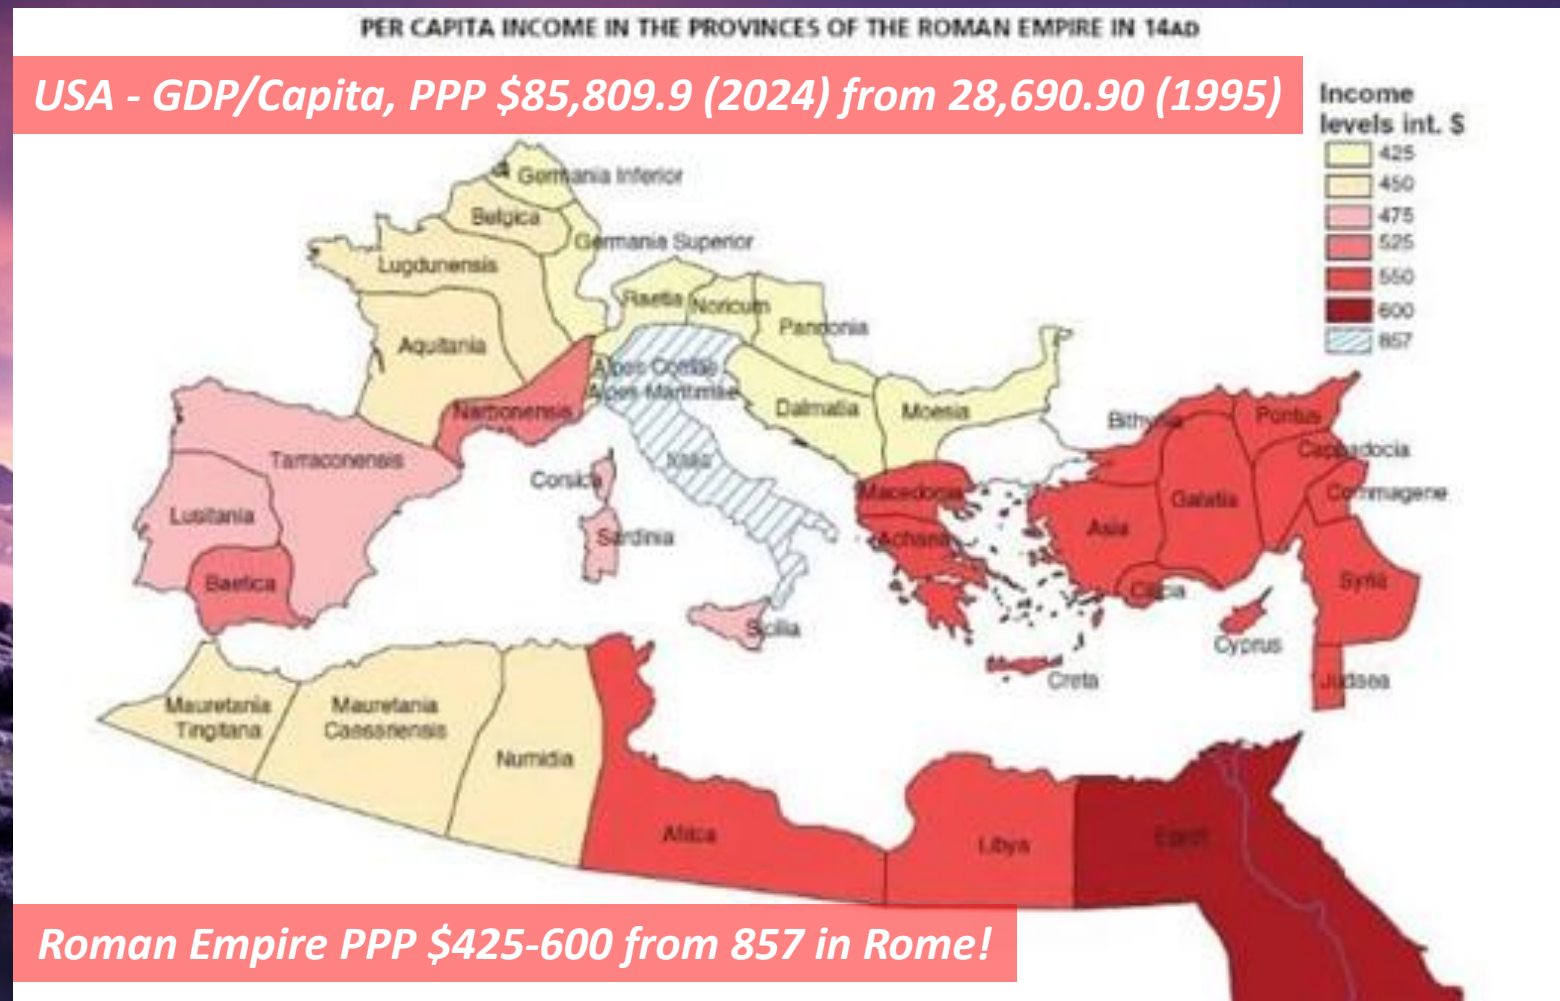 PER CAPITA INCOME IN THE PROVINCES OF THE ROMAN EMPIRE IN 14AD
USA - GDP/Capita, PPP $85,809.9 (2024) from 28,690.90 (1995)
Income
levels int. $
425
450
475
525
550
600
857
Germania Inferior
Belgica
Germania Superior
Lugdunensis
Raetia
Noricum
Pannonia
Aquitania
Alpes Cottiae
Alpes Maritimae
Narbonensis
Dalmatia
Moesia
Bithynia
Pontus
Cappadocia
Tarraconensis
Corsica
Italia
Macedonia
Galatia
Commagene
Lusitania
Sardinia
Achaea
Asia
Baetica
Cilicia
Syria
Sicilia
Cyprus
Creta
Judaea
Mauretania
Tingitana
Mauretania
Caesariensis
Numidia
Africa
Libya
Egypt
Roman Empire PPP $425-600 from 857 in Rome!